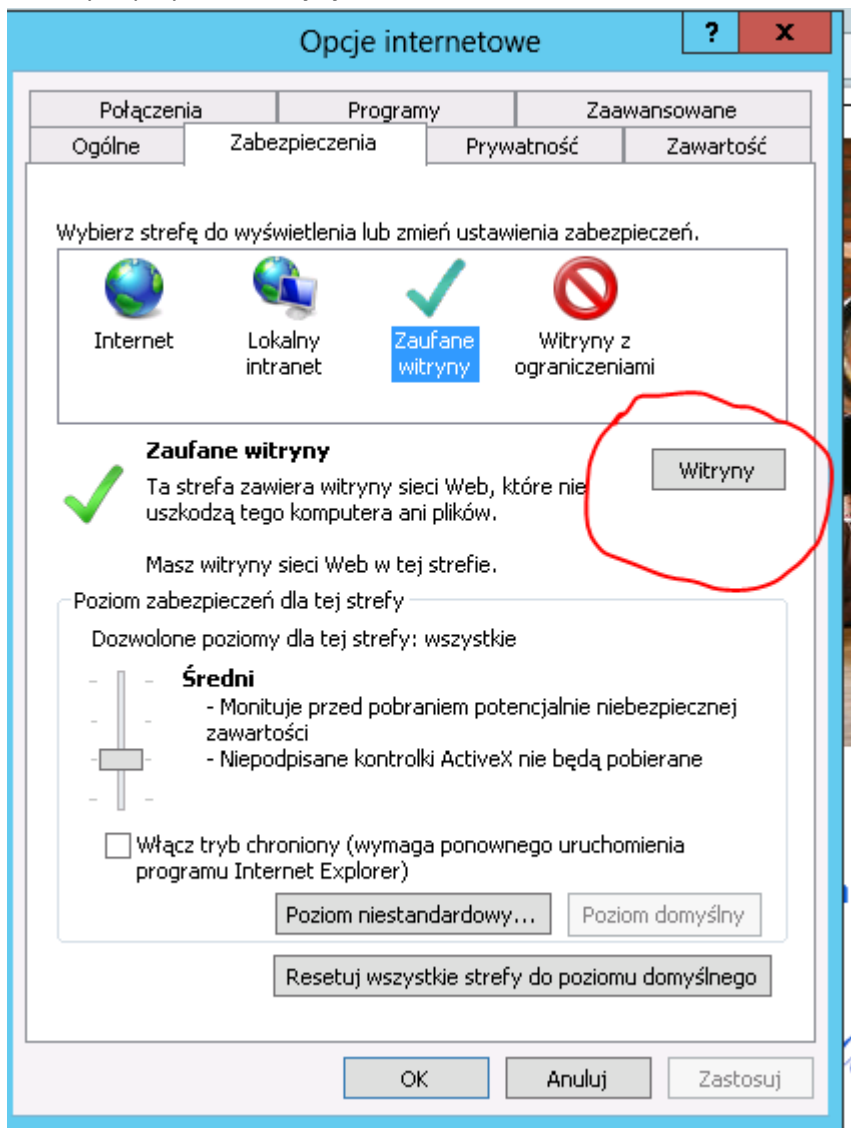 Opcje internetowe
?
x
Połączenia
Programy
Zaawansowane
Ogólne
Zabezpieczenia
Prywatność
Zawartość
Wybierz strefę do wyświetlenia lub zmień ustawienia zabezpieczeń.
Internet
Lokalny
intranet
Zaufane
witryny
Witryny z
ograniczeniami
Zaufane witryny
Witryny
Ta strefa zawiera witryny sieci Web, które nie
uszkodzą tego komputera ani plików.
Masz witryny sieci Web w tej strefie.
Poziom zabezpieczeń dla tej strefy
Dozwolone poziomy dla tej strefy: wszystkie
Średni
- Monituje przed pobraniem potencjalnie niebezpiecznej
zawartości
- Niepodpisane kontrolki ActiveX nie będą pobierane
Włącz tryb chroniony (wymaga ponownego uruchomienia
programu Internet Explorer)
Poziom niestandardowy...
Poziom domyślny
Resetuj wszystkie strefy do poziomu domyślnego
OK
Anuluj
Zastosuj